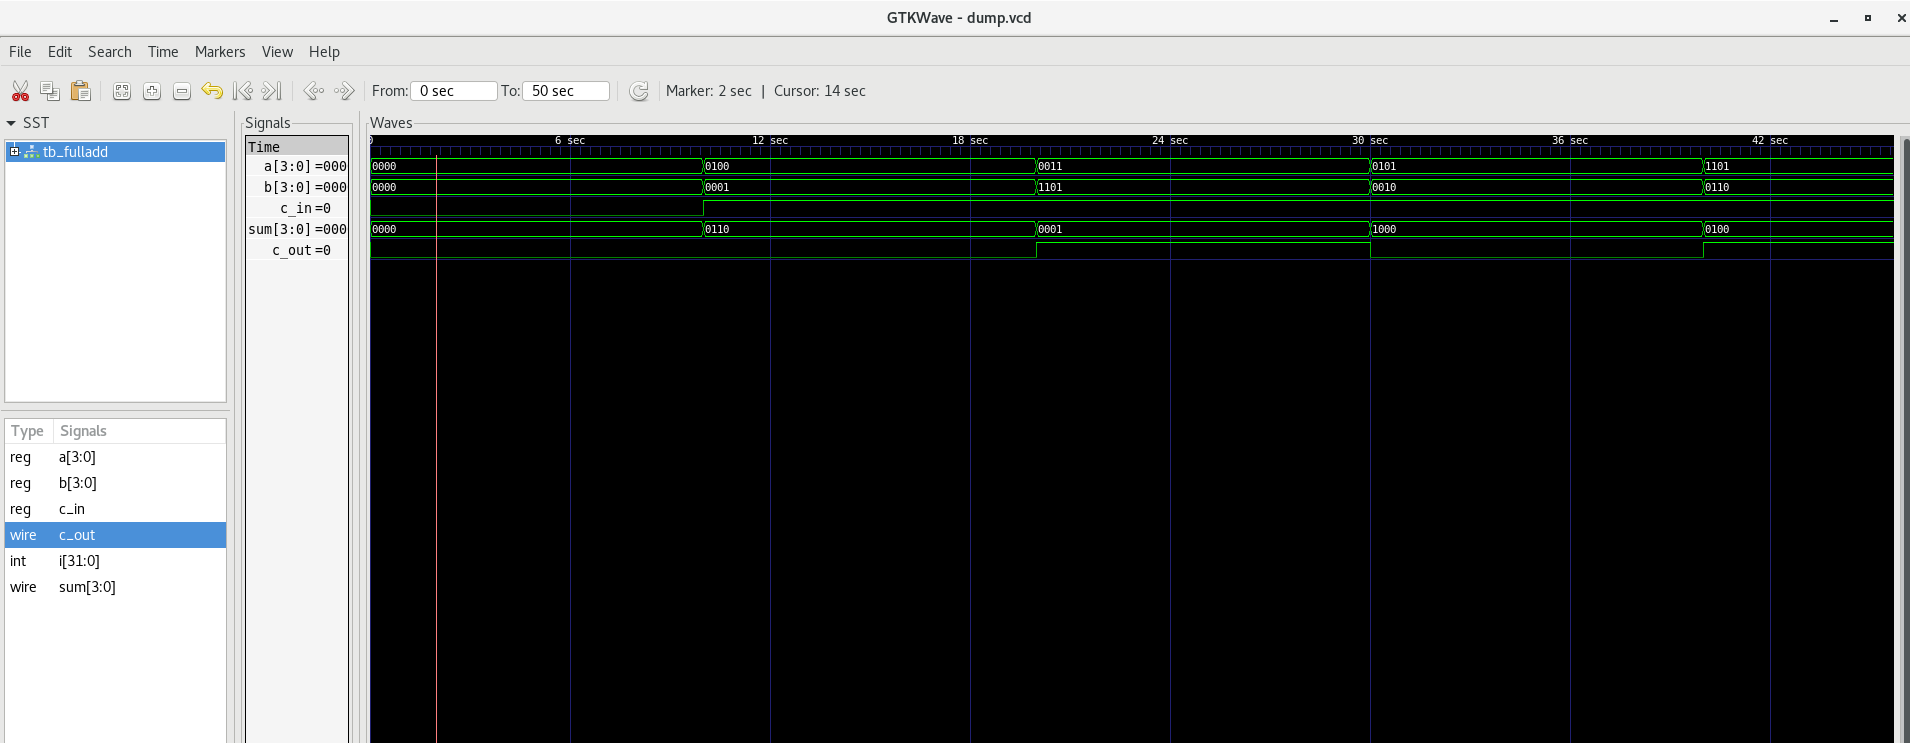 GTKWave - dump.vcd
File Edit Search Time Markers View Help
From: 0 sec To: 50 sec Marker: 2 sec | Cursor: 14 sec
SST
tb_fulladd
Type Signals
reg a[3:0]
reg b[3:0]
reg c_in
wire c_out
int i[31:0]
wire sum[3:0]
Signals
Time
a[3:0] =000
b[3:0] =000
c_in =0
sum[3:0] =000
c_out =0
Waves
0 6 sec 12 sec 18 sec 24 sec 30 sec 36 sec 42 sec
0000 0100 0011 0101 1101
0000 0001 1101 0010 0110
0000 0110 0001 1000 0100